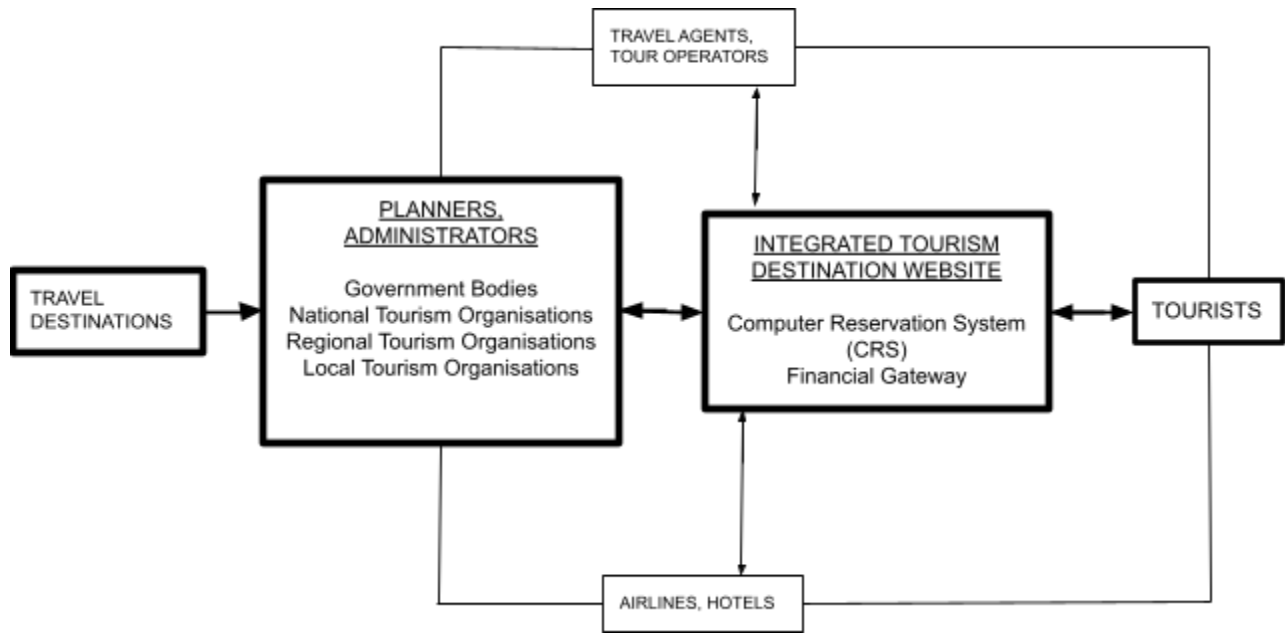 TRAVEL AGENTS,
TOUR OPERATORS
PLANNERS,
ADMINISTRATORS
Government Bodies
National Tourism Organisations
Regional Tourism Organisations
Local Tourism Organisations
INTEGRATED TOURISM
DESTINATION WEBSITE
Computer Reservation System
(CRS)
Financial Gateway
TRAVEL
DESTINATIONS
TOURISTS
AIRLINES, HOTELS